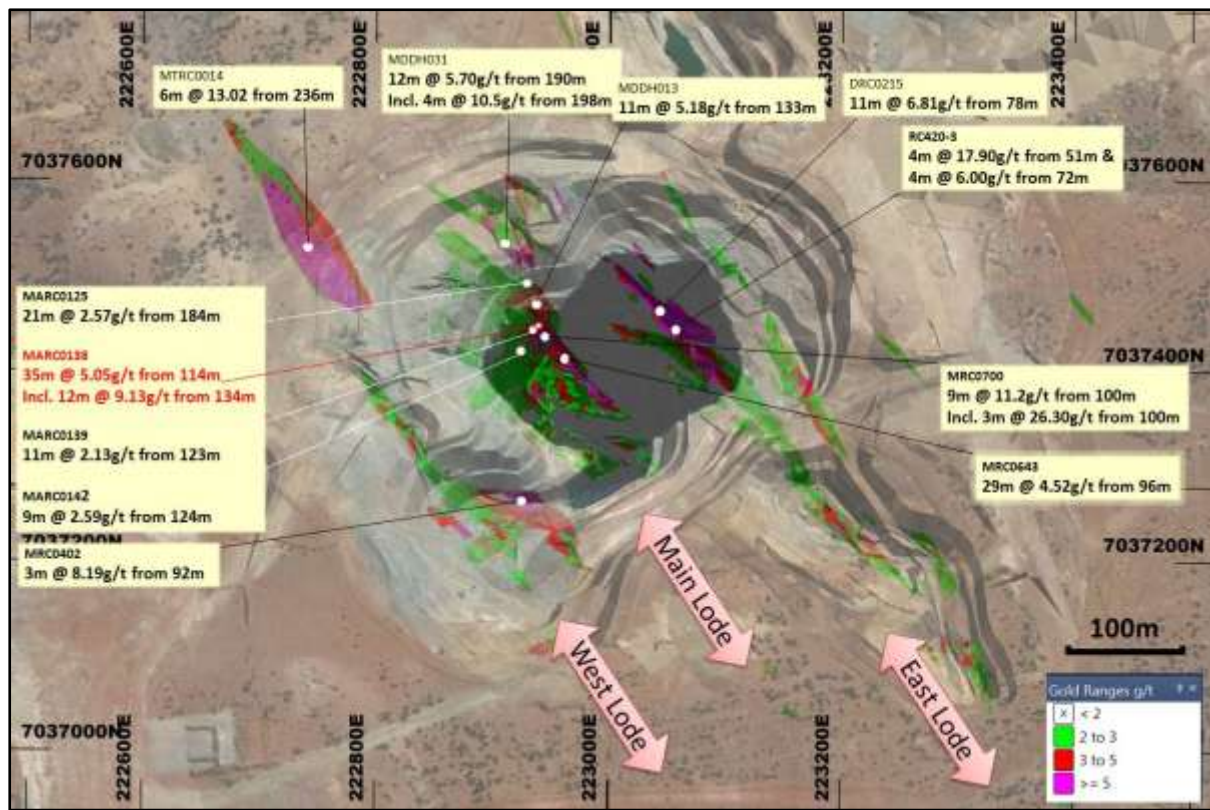 222600E
222800E
000E
223200E
223400E
MTRC0014
6m @ 13.02 from 236m
MDDH031
12m @ 5.70g/t from 190m
Incl. 4m @ 10.5g/t from 198m
MDDH013
11m @ 5.18g/t from 133m
DRC0215
11m @ 6.81g/t from 78m
RC420-3
4m @ 17.90g/t from 51m &
4m @ 6.00g/t from 72m
7037600N
7037600N
MARC0125
21m @ 2.57g/t from 184m
MARC0138
35m @ 5.05g/t from 114m
Incl. 12m @ 9.13g/t from 134m
MARC0139
11m @ 2.13g/t from 123m
MARC0142
9m @ 2.59g/t from 124m
7037400N
MRC0700
9m @ 11.2g/t from 100m
Incl. 3m @ 26.30g/t from 100m
MRC0643
29m @ 4.52g/t from 96m
7037200N
MRC0402
3m @ 8.19g/t from 92m
7037200N
Main Lode
West Lode
East Lode
100m
7037000N
Gold Ranges g/t
x < 2
2 to 3
3 to 5
>= 5
222600E
222800E
223000E
223200E